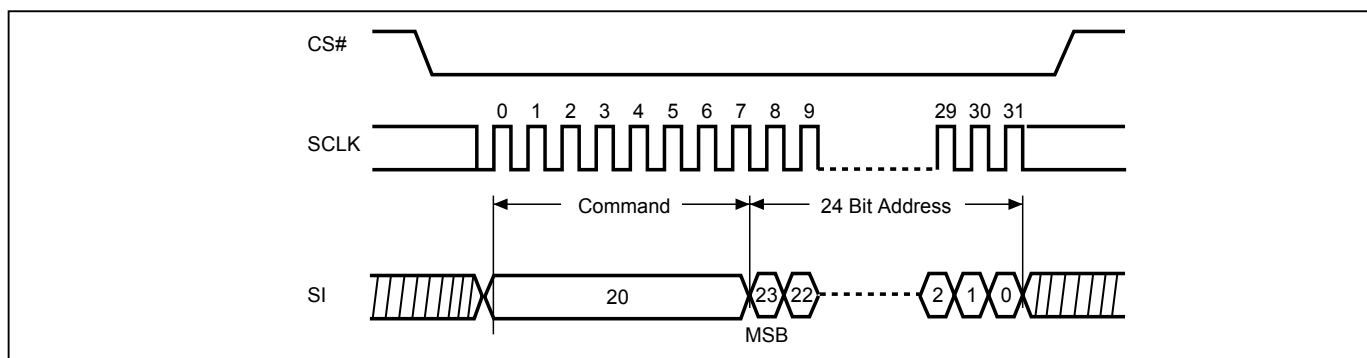 CS#
0 1 2 3 4 5 6 7 8 9 29 30 31
SCLK
Command 24 Bit Address
SI 20 23 22 2 1 0
MSB